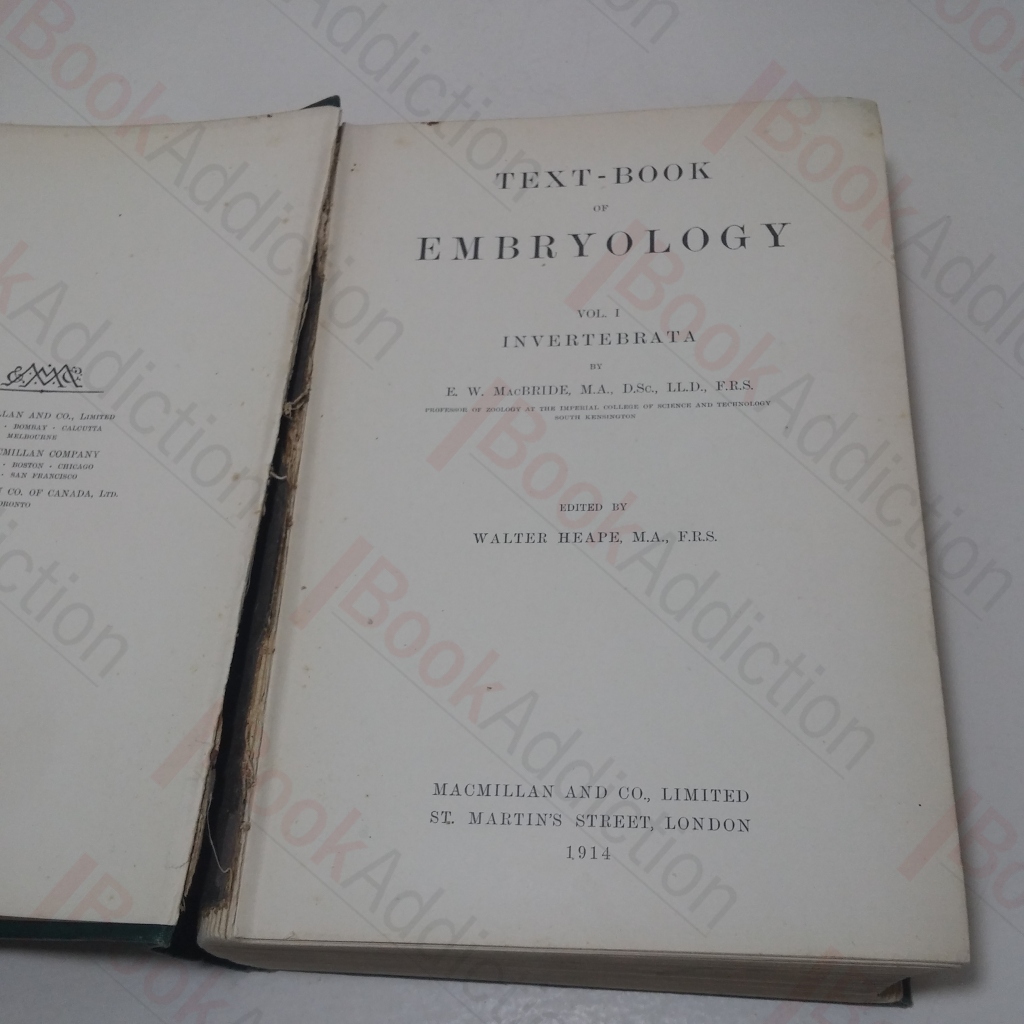 LLAN AND CO., LIMITED
· BOMBAY · CALCUTTA
MELBOURNE
MILLAN COMPANY
· BOSTON · CHICAGO
· SAN FRANCISCO
CO. OF CANADA, LTD.
TEXT-BOOK
OF
EMBRYOLOGY
VOL. I
INVERTEBRATA
BY
E. W. MACBRIDE, M.A., D.SC., LL.D., F.R.S.
PROFESSOR OF ZOOLOGY AT THE IMPERIAL COLLEGE OF SCIENCE AND TECHNOLOGY
SOUTH KENSINGTON
EDITED BY
WALTER HEAPE, M.A., F.R.S.
MACMILLAN AND CO., LIMITED
ST. MARTIN'S STREET, LONDON
1914
BookAddiction